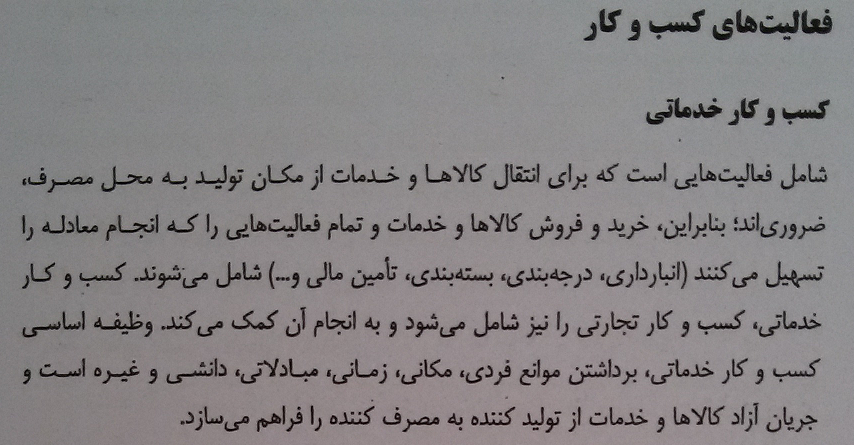 فعالیت‌های کسب و کار
کسب و کار خدماتی
شامل فعالیت‌هایی است که برای انتقال کالاها و خدمات از مکان تولید به محل مصرف،
ضروری‌اند؛ بنابراین، خرید و فروش کالاها و خدمات و تمام فعالیت‌هایی را که انجام معادله را
تسهیل می‌کنند (انبارداری، درجه‌بندی، بسته‌بندی، تأمین مالی و...) شامل می‌شوند. کسب و کار
خدماتی، کسب و کار تجارتی را نیز شامل می‌شود و به انجام آن کمک می‌کند. وظیفه اساسی
کسب و کار خدماتی، برداشتن موانع فردی، مکانی، زمانی، مبادلاتی، دانشی و غیره است و
جریان آزاد کالاها و خدمات از تولید کننده به مصرف کننده را فراهم می‌سازد.